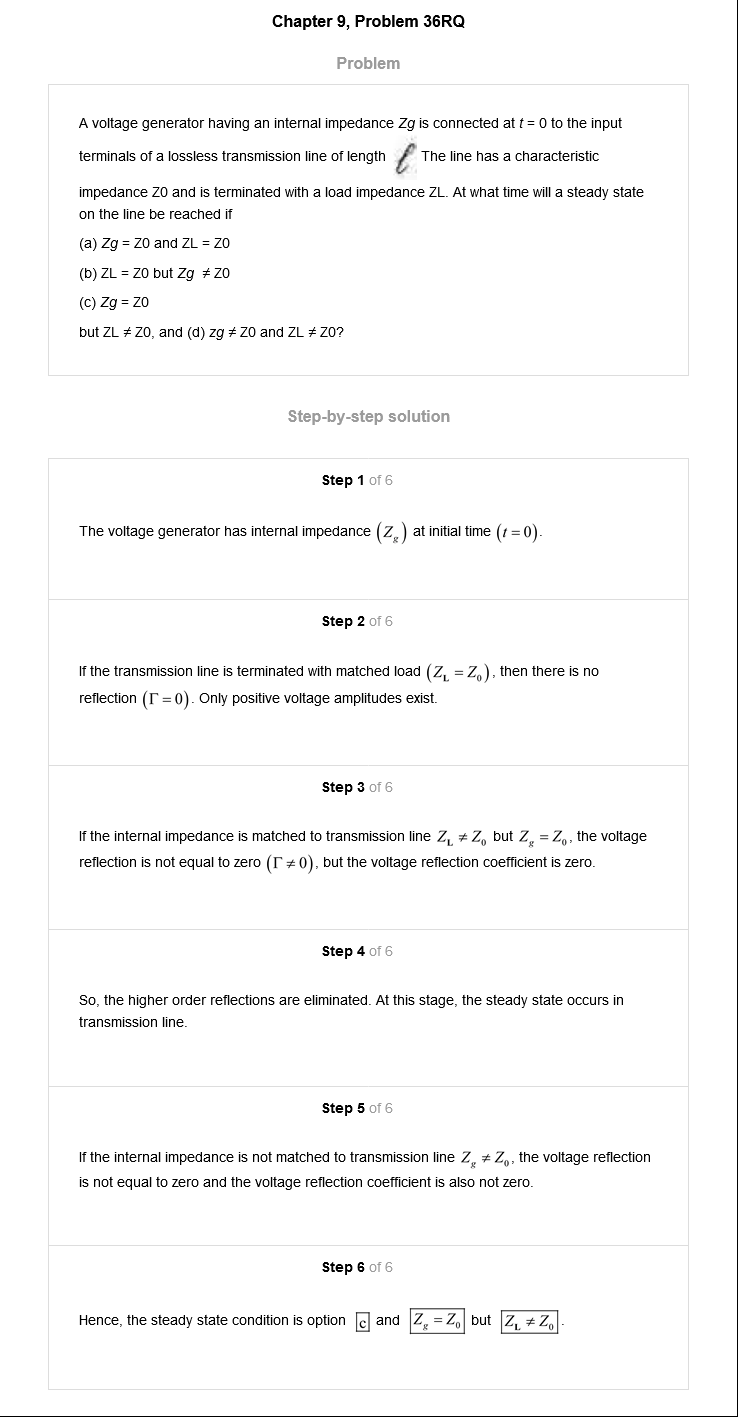 Chapter 9, Problem 36RQ
Problem
A voltage generator having an internal impedance Zg is connected at t = 0 to the input
terminals of a lossless transmission line of length ℓ The line has a characteristic
impedance Z0 and is terminated with a load impedance ZL. At what time will a steady state
on the line be reached if
(a) Zg = Z0 and ZL = Z0
(b) ZL = Z0 but Zg ≠ Z0
(c) Zg = Z0
but ZL ≠ Z0, and (d) zg ≠ Z0 and ZL ≠ Z0?
Step-by-step solution
Step 1 of 6
The voltage generator has internal impedance (Z_g) at initial time (t = 0).
Step 2 of 6
If the transmission line is terminated with matched load (Z_L = Z_0), then there is no
reflection (Γ = 0). Only positive voltage amplitudes exist.
Step 3 of 6
If the internal impedance is matched to transmission line Z_L ≠ Z_0 but Z_g = Z_0, the voltage
reflection is not equal to zero (Γ ≠ 0), but the voltage reflection coefficient is zero.
Step 4 of 6
So, the higher order reflections are eliminated. At this stage, the steady state occurs in
transmission line.
Step 5 of 6
If the internal impedance is not matched to transmission line Z_g ≠ Z_0, the voltage reflection
is not equal to zero and the voltage reflection coefficient is also not zero.
Step 6 of 6
Hence, the steady state condition is option c and Z_g = Z_0 but Z_L ≠ Z_0.